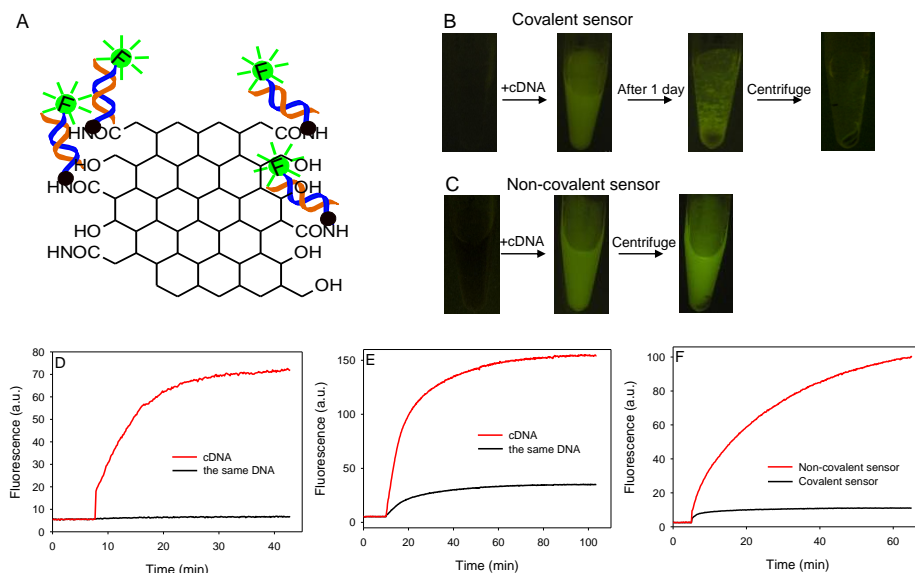 A
F
F
F
F
HNOC
CONH
HO
OH
HNOC
OH
HO
CONH
HNOC
OH
OH
B
Covalent sensor
+cDNA
After 1 day
Centrifuge
C
Non-covalent sensor
+cDNA
Centrifuge
D
Fluorescence (a.u.)
80
70
60
50
40
30
20
10
0
cDNA
the same DNA
0 10 20 30 40
Time (min)
E
Fluorescence (a.u.)
150
100
50
0
cDNA
the same DNA
0 20 40 60 80 100
Time (min)
F
Fluorescence (a.u.)
100
80
60
40
20
0
Non-covalent sensor
Covalent sensor
0 20 40 60
Time (min)